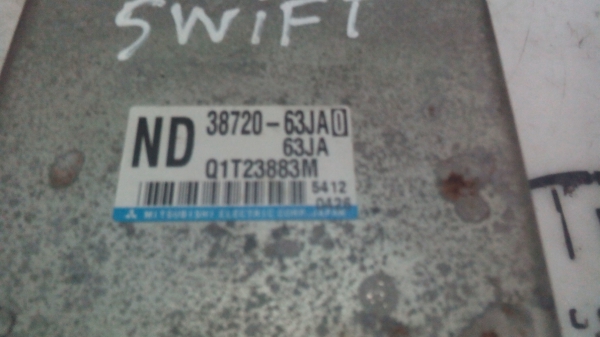 SWiFT
ND 38720-63JA0
63JA
Q1T23883M
5412
0426
MITSUBISHI ELECTRIC CORP. JAPAN